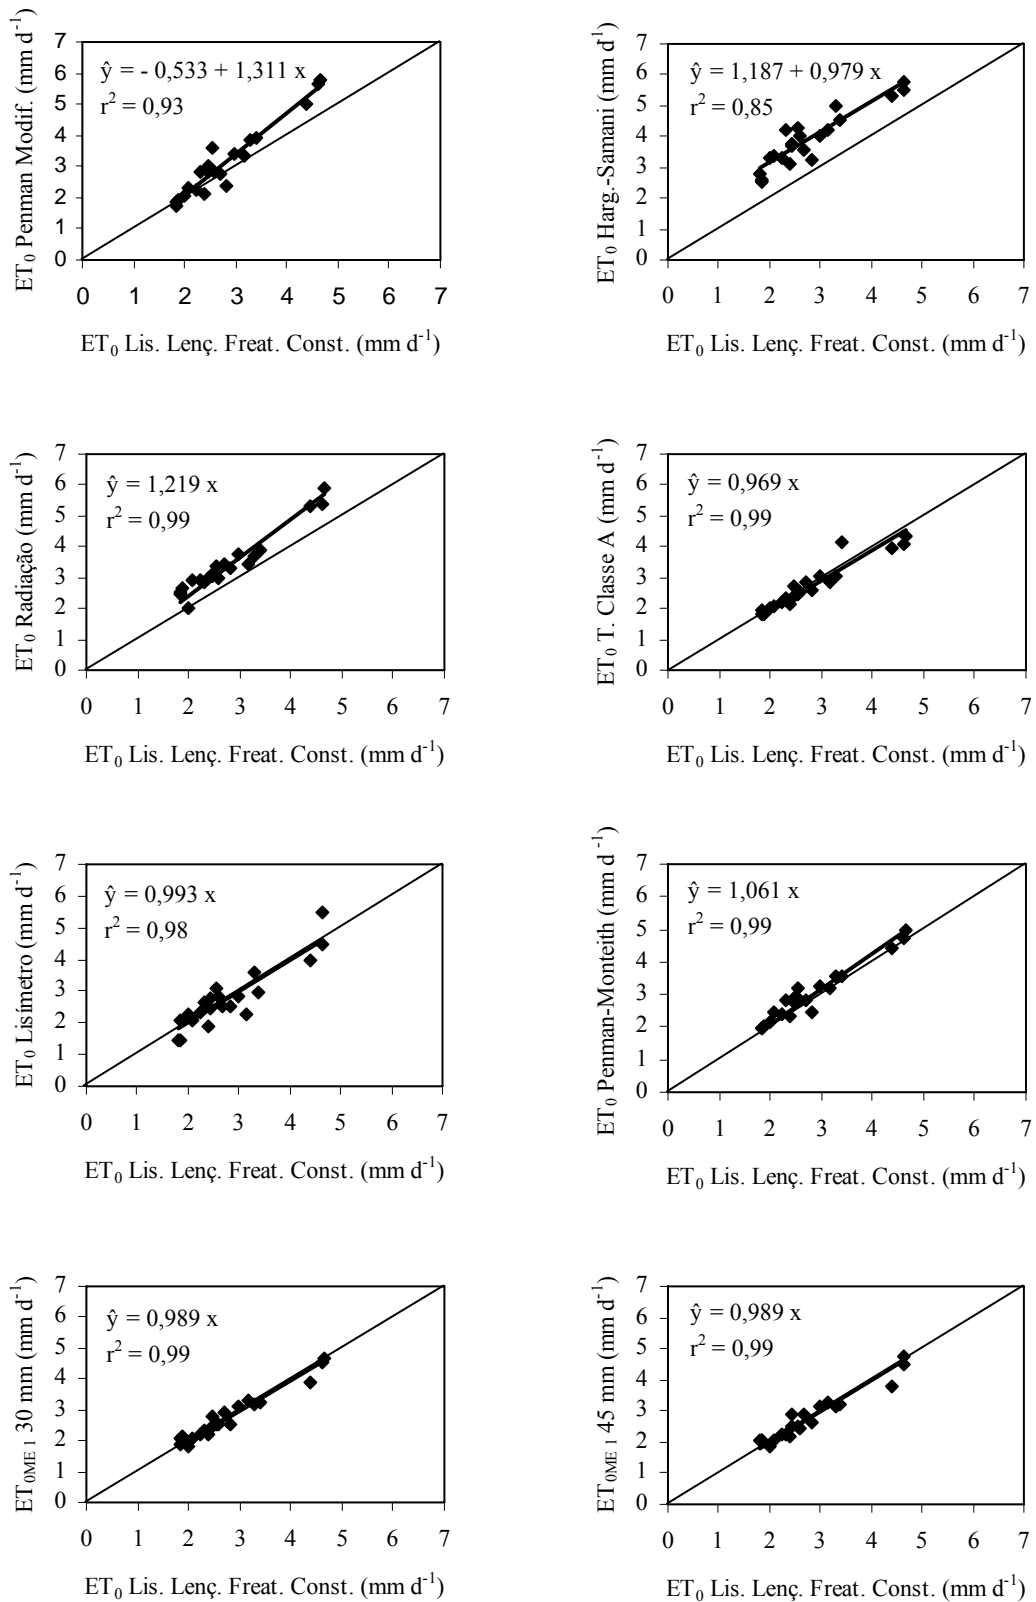 ET0 Penman Modif. (mm d-1)
7
6
5
4
3
2
1
0
ŷ = - 0,533 + 1,311 x
r2 = 0,93
0 1 2 3 4 5 6 7
ET0 Lis. Lenç. Freat. Const. (mm d-1)
ET0 Harg.-Samani (mm d-1)
7
6
5
4
3
2
1
0
ŷ = 1,187 + 0,979 x
r2 = 0,85
0 1 2 3 4 5 6 7
ET0 Lis. Lenç. Freat. Const. (mm d-1)
ET0 Radiação (mm d-1)
7
6
5
4
3
2
1
0
ŷ = 1,219 x
r2 = 0,99
0 1 2 3 4 5 6 7
ET0 Lis. Lenç. Freat. Const. (mm d-1)
ET0 T. Classe A (mm d-1)
7
6
5
4
3
2
1
0
ŷ = 0,969 x
r2 = 0,99
0 1 2 3 4 5 6 7
ET0 Lis. Lenç. Freat. Const. (mm d-1)
ET0 Lisímetro (mm d-1)
7
6
5
4
3
2
1
0
ŷ = 0,993 x
r2 = 0,98
0 1 2 3 4 5 6 7
ET0 Lis. Lenç. Freat. Const. (mm d-1)
ET0 Penman-Monteith (mm d-1)
7
6
5
4
3
2
1
0
ŷ = 1,061 x
r2 = 0,99
0 1 2 3 4 5 6 7
ET0 Lis. Lenç. Freat. Const. (mm d-1)
ET0ME 1 30 mm (mm d-1)
7
6
5
4
3
2
1
0
ŷ = 0,989 x
r2 = 0,99
0 1 2 3 4 5 6 7
ET0 Lis. Lenç. Freat. Const. (mm d-1)
ET0ME 1 45 mm (mm d-1)
7
6
5
4
3
2
1
0
ŷ = 0,989 x
r2 = 0,99
0 1 2 3 4 5 6 7
ET0 Lis. Lenç. Freat. Const. (mm d-1)